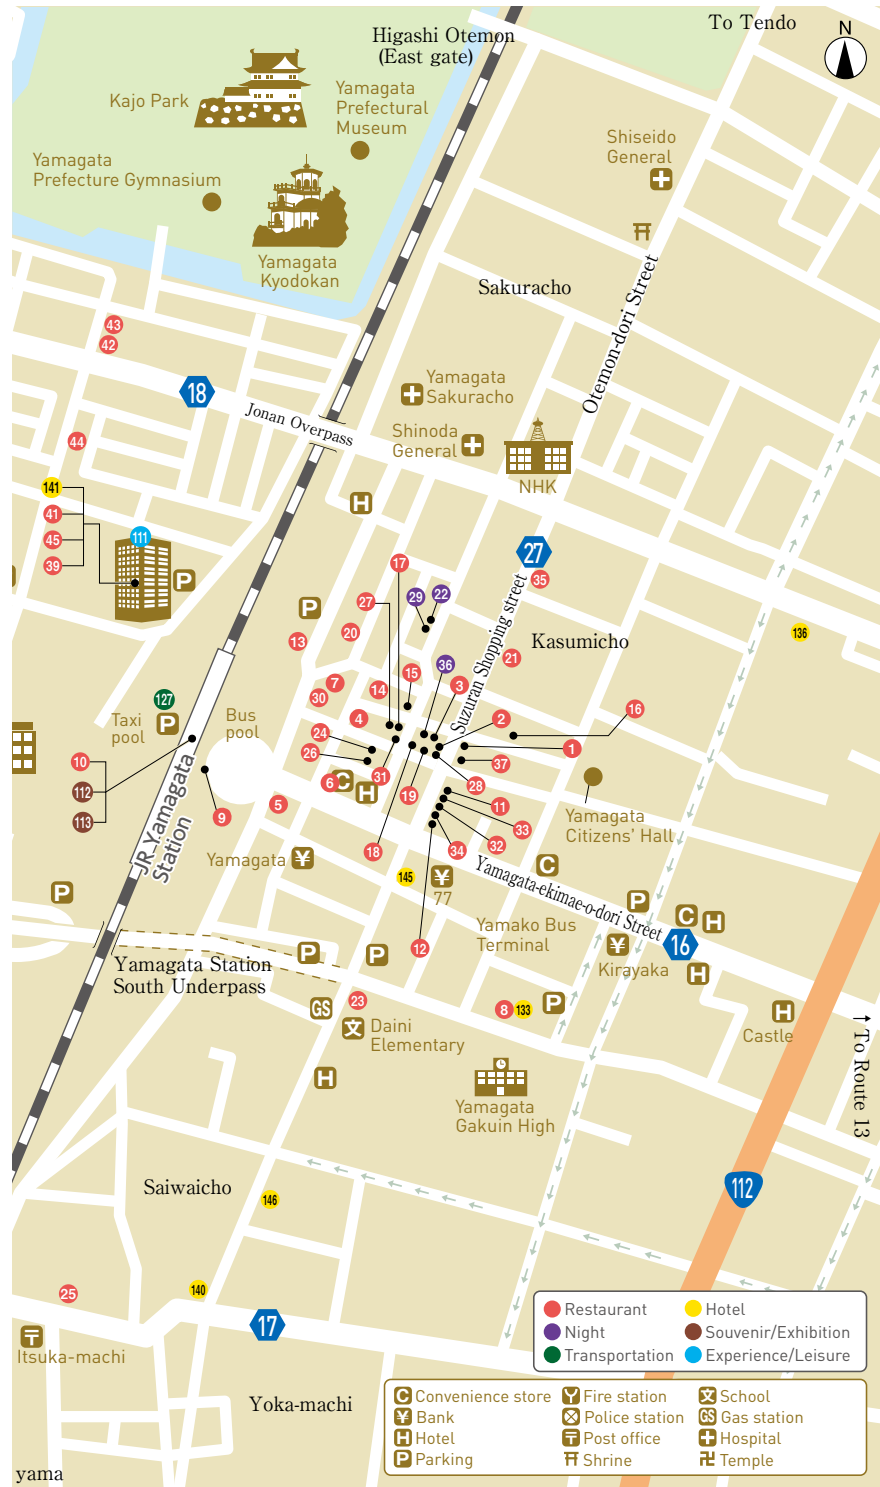 To Tendo
N
Higashi Otemon
(East gate)
Kajo Park
Yamagata
Prefectural
Museum
Yamagata
Prefecture Gymnasium
Shiseido
General
Yamagata
Kyodokan
Sakuracho
Otemon-dori Street
43
42
18
Jonan Overpass
Yamagata
Sakuracho
Shinoda
General
NHK
44
141
41
45
39
111
P
H
27
35
17
29
22
27
P
20
13
Kasumicho
136
21
Suzuran Shopping street
36
15
3
7
14
30
127
Taxi
pool
P
Bus
pool
4
24
26
2
16
1
37
10
112
113
6
C
H
31
19
28
5
9
11
33
32
34
18
Yamagata
Citizens' Hall
JR Yamagata
Station
Yamagata
¥
145
¥
77
C
Yamagata-ekimae-o-dori Street
P
P
C
H
16
12
Yamako Bus
Terminal
¥
Kirayaka
H
Yamagata Station
South Underpass
P
P
23
GS
文
Daini
Elementary
8
133
P
H
Castle
↑ To Route 13
H
Yamagata
Gakuin High
Saiwaicho
146
112
25
140
17
〒
Itsuka-machi
Yoka-machi
yama
Restaurant
Hotel
Night
Souvenir/Exhibition
Transportation
Experience/Leisure
C Convenience store
Fire station
文 School
¥ Bank
Police station
GS Gas station
H Hotel
〒 Post office
Hospital
P Parking
Shrine
卍 Temple